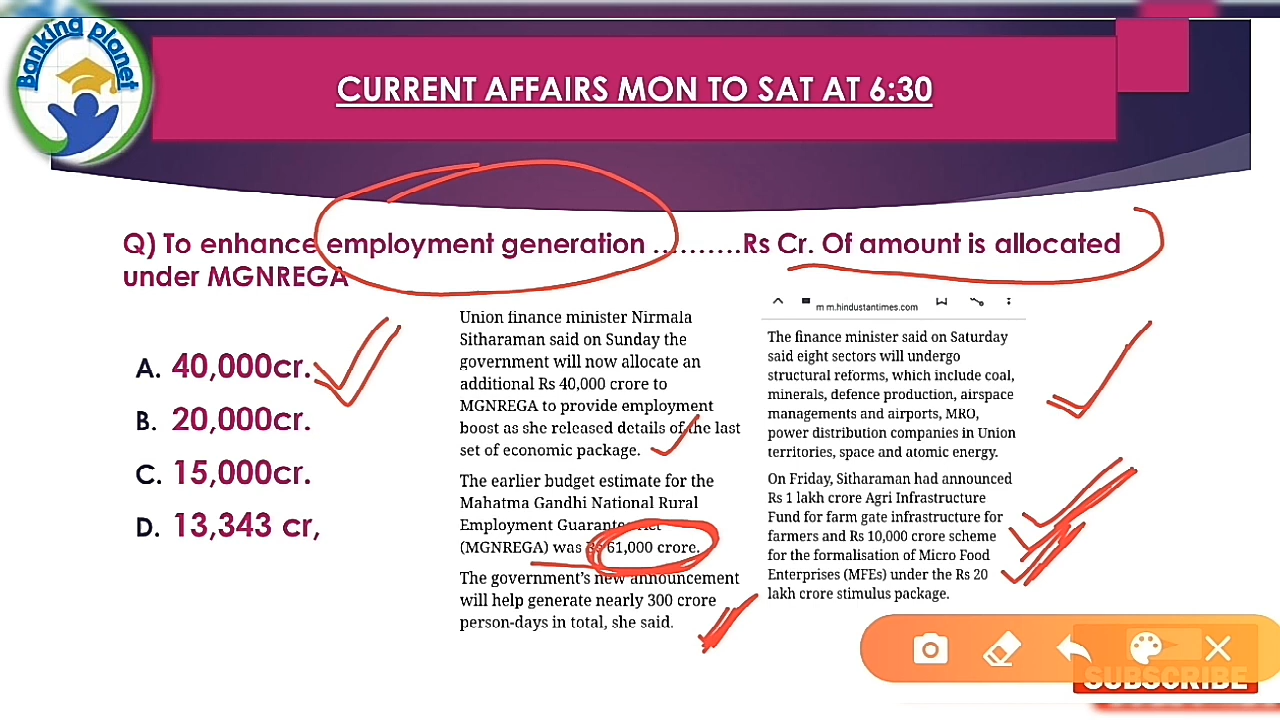 Banking Planet
CURRENT AFFAIRS MON TO SAT AT 6:30
Q) To enhance employment generation ..........Rs Cr. Of amount is allocated
under MGNREGA
A. 40,000cr.
B. 20,000cr.
C. 15,000cr.
D. 13,343 cr,
Union finance minister Nirmala
Sitharaman said on Sunday the
government will now allocate an
additional Rs 40,000 crore to
MGNREGA to provide employment
boost as she released details of the last
set of economic package.
The earlier budget estimate for the
Mahatma Gandhi National Rural
Employment Guarantee Act
(MGNREGA) was Rs 61,000 crore.
The government's new announcement
will help generate nearly 300 crore
person-days in total, she said.
m m.hindustantimes.com
The finance minister said on Saturday
said eight sectors will undergo
structural reforms, which include coal,
minerals, defence production, airspace
managements and airports, MRO,
power distribution companies in Union
territories, space and atomic energy.
On Friday, Sitharaman had announced
Rs 1 lakh crore Agri Infrastructure
Fund for farm gate infrastructure for
farmers and Rs 10,000 crore scheme
for the formalisation of Micro Food
Enterprises (MFEs) under the Rs 20
lakh crore stimulus package.
SUBSCRIBE